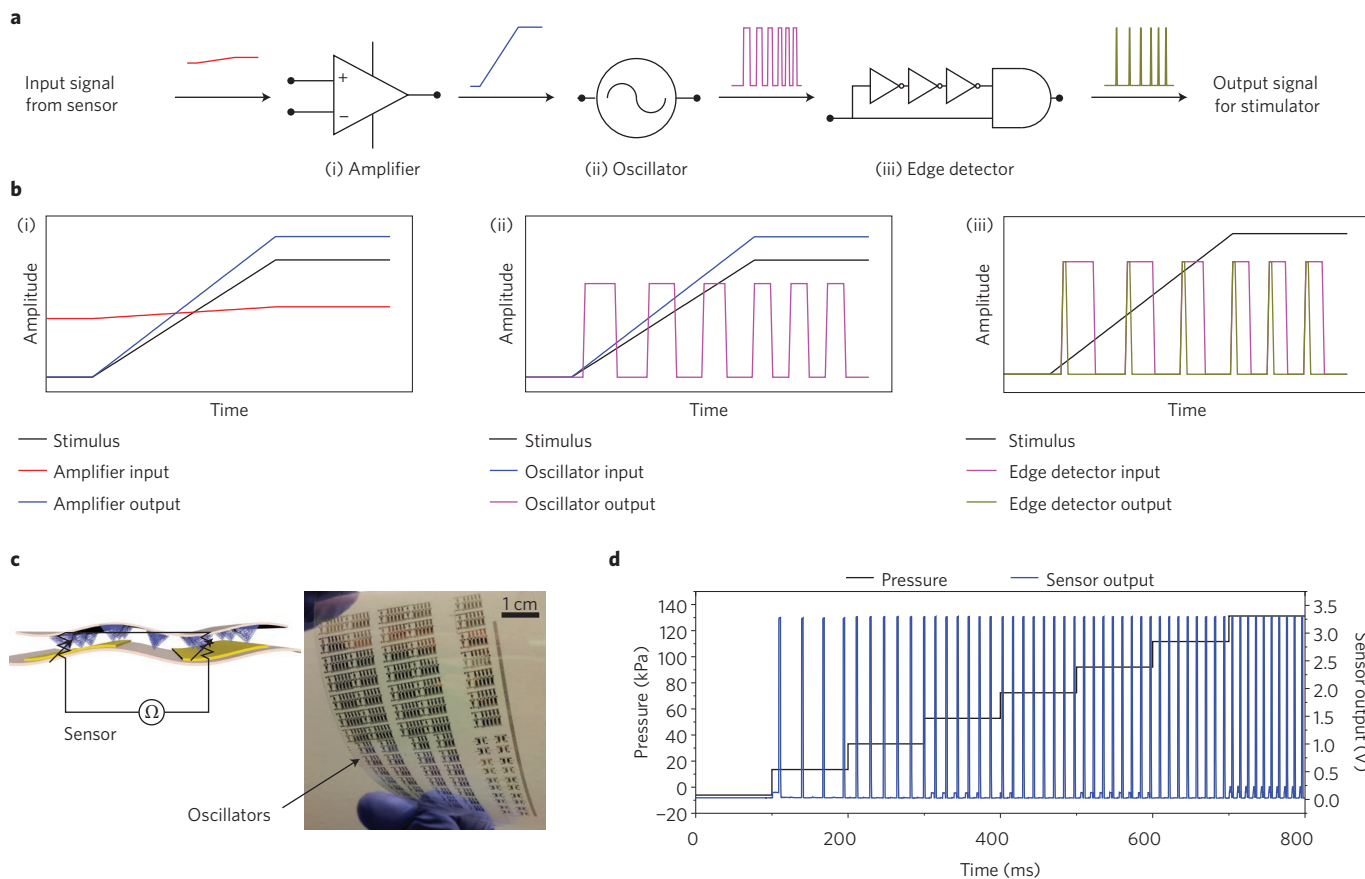 a
Input signal
from sensor
+
−
(i) Amplifier
(ii) Oscillator
(iii) Edge detector
Output signal
for stimulator
b
(i)
Amplitude
Time
Stimulus
Amplifier input
Amplifier output
(ii)
Amplitude
Time
Stimulus
Oscillator input
Oscillator output
(iii)
Amplitude
Time
Stimulus
Edge detector input
Edge detector output
c
Ω
Sensor
Oscillators
1 cm
d
Pressure
Sensor output
Pressure (kPa)
140
120
100
80
60
40
20
0
−20
3.5
3.0
2.5
2.0
1.5
1.0
0.5
0.0
Sensor output (V)
0
200
400
600
800
Time (ms)